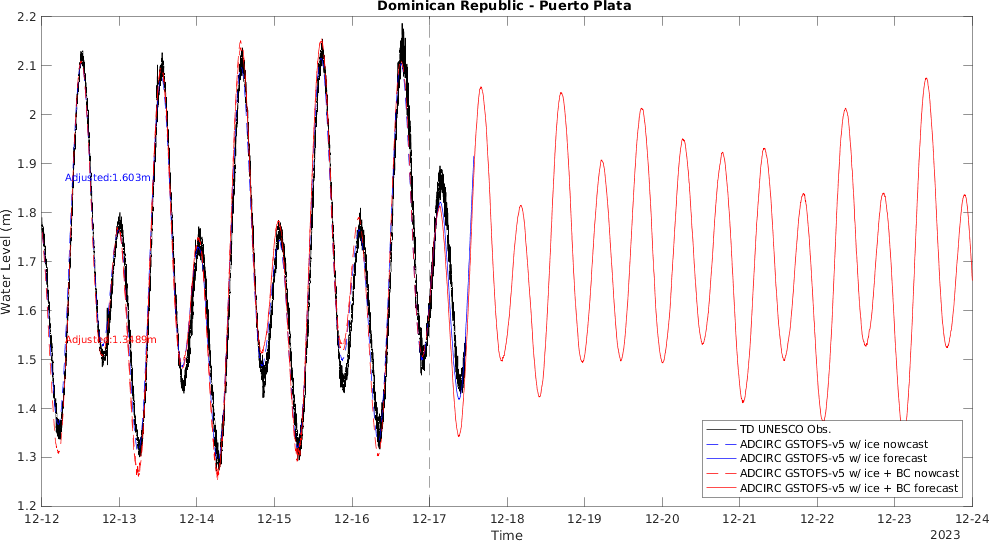 Dominican Republic - Puerto Plata
Water Level (m)
2.2
2.1
2
1.9
1.8
1.7
1.6
1.5
1.4
1.3
1.2
Adjusted:1.603m
Adjusted:1.3489m
TD UNESCO Obs.
ADCIRC GSTOFS-v5 w/ ice nowcast
ADCIRC GSTOFS-v5 w/ ice forecast
ADCIRC GSTOFS-v5 w/ ice + BC nowcast
ADCIRC GSTOFS-v5 w/ ice + BC forecast
12-12 12-13 12-14 12-15 12-16 12-17 12-18 12-19 12-20 12-21 12-22 12-23 12-24
Time
2023